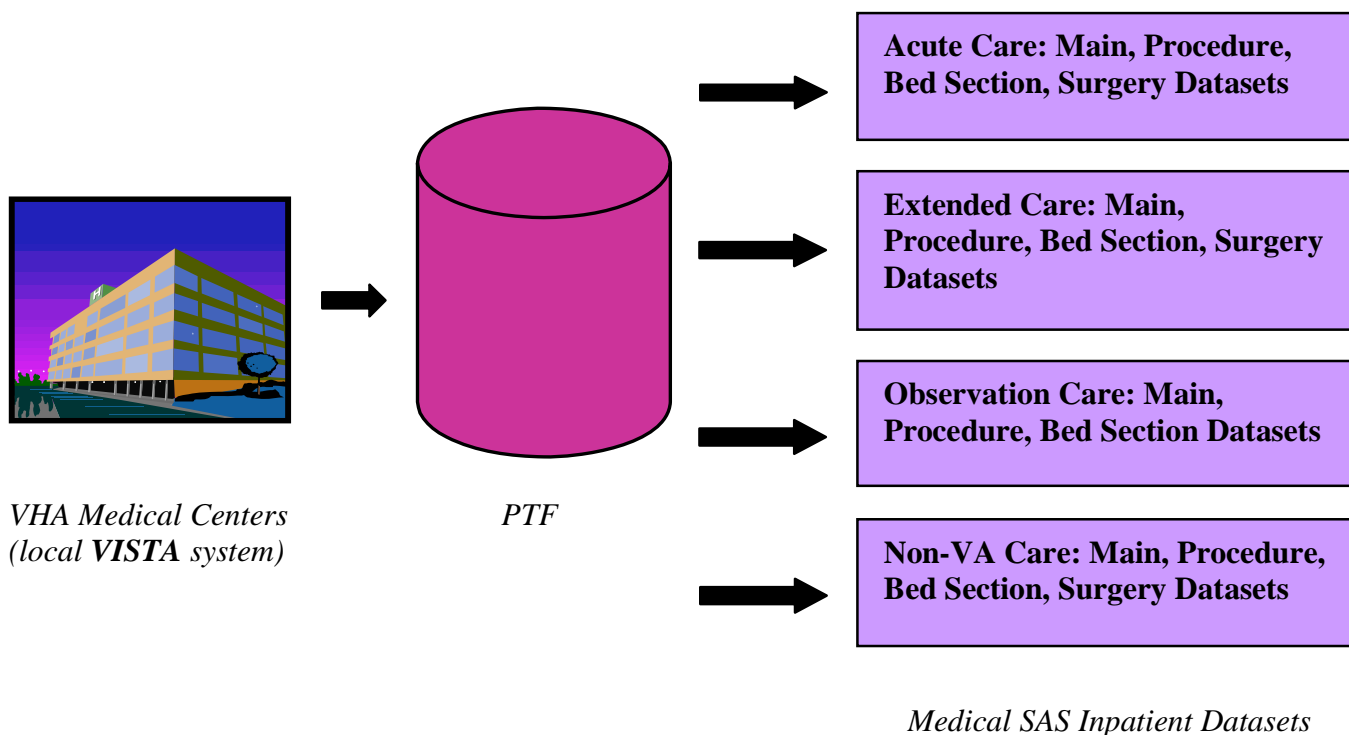 Acute Care: Main, Procedure,
Bed Section, Surgery Datasets
Extended Care: Main,
Procedure, Bed Section, Surgery
Datasets
Observation Care: Main,
Procedure, Bed Section Datasets
Non-VA Care: Main, Procedure,
Bed Section, Surgery Datasets
H
VHA Medical Centers
(local VISTA system)
PTF
Medical SAS Inpatient Datasets